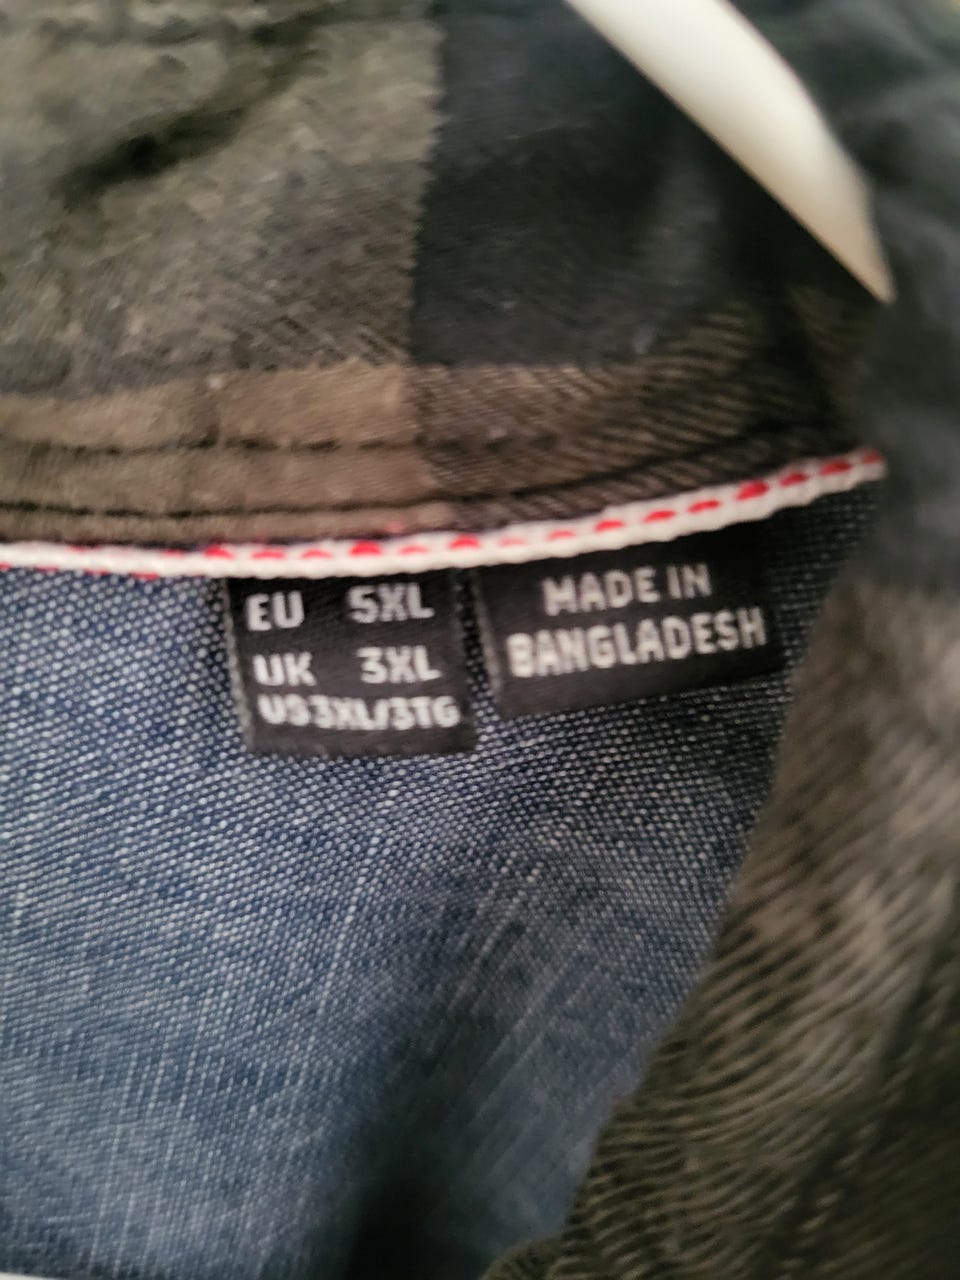 EU 5XL
UK 3XL
US3XL/3TG
MADE IN
BANGLADESH